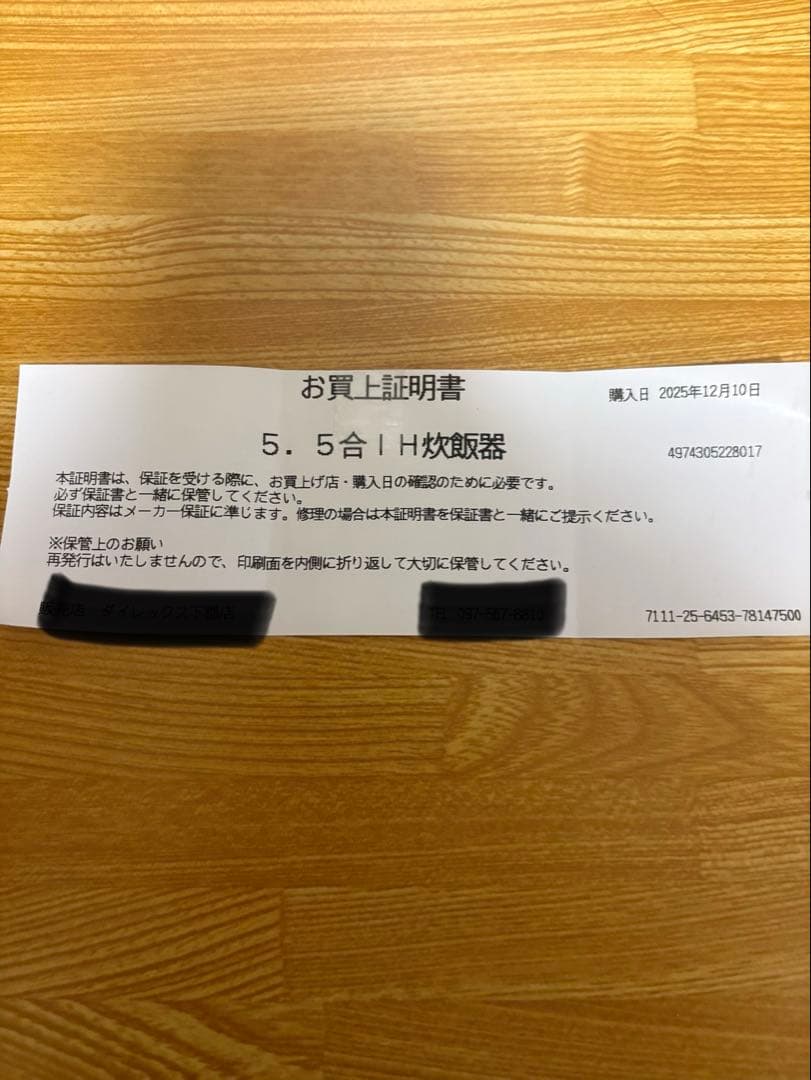 お買上証明書
購入日 2025年12月10日
5.5合IH炊飯器
4974305228017
本証明書は、保証を受ける際に、お買上げ店・購入日の確認のために必要です。
必ず保証書と一緒に保管してください。
保証内容はメーカー保証に準じます。修理の場合は本証明書を保証書と一緒にご提示ください。
※保管上のお願い
再発行はいたしませんので、印刷面を内側に折り返して大切に保管してください。
7111-25-6453-78147500